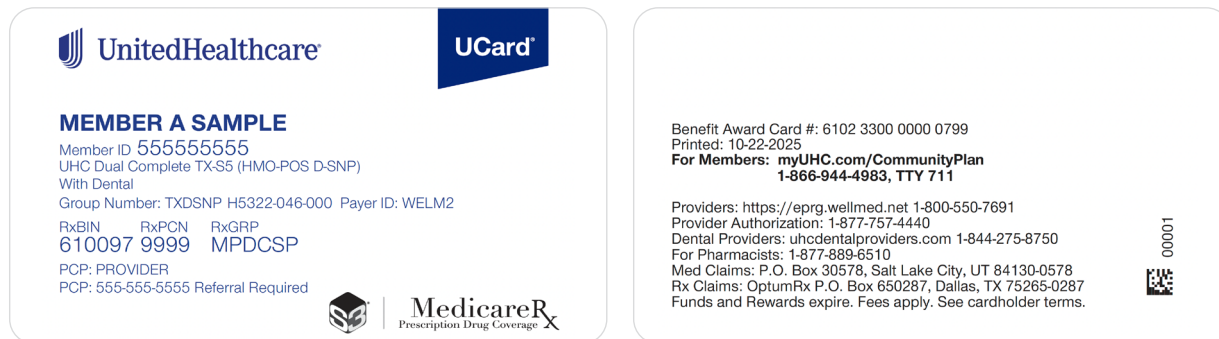 UnitedHealthcare®
UCard®
MEMBER A SAMPLE
Member ID 555555555
UHC Dual Complete TX-S5 (HMO-POS D-SNP)
With Dental
Group Number: TXDSNP H5322-046-000 Payer ID: WELM2
RxBIN RxPCN RxGRP
610097 9999 MPDCSP
PCP: PROVIDER
PCP: 555-555-5555 Referral Required
S3
MedicareRx
Prescription Drug Coverage
Benefit Award Card #: 6102 3300 0000 0799
Printed: 10-22-2025
For Members: myUHC.com/CommunityPlan
1-866-944-4983, TTY 711
Providers: https://eprg.wellmed.net 1-800-550-7691
Provider Authorization: 1-877-757-4440
Dental Providers: uhcdentalproviders.com 1-844-275-8750
For Pharmacists: 1-877-889-6510
Med Claims: P.O. Box 30578, Salt Lake City, UT 84130-0578
Rx Claims: OptumRx P.O. Box 650287, Dallas, TX 75265-0287
Funds and Rewards expire. Fees apply. See cardholder terms.
00001